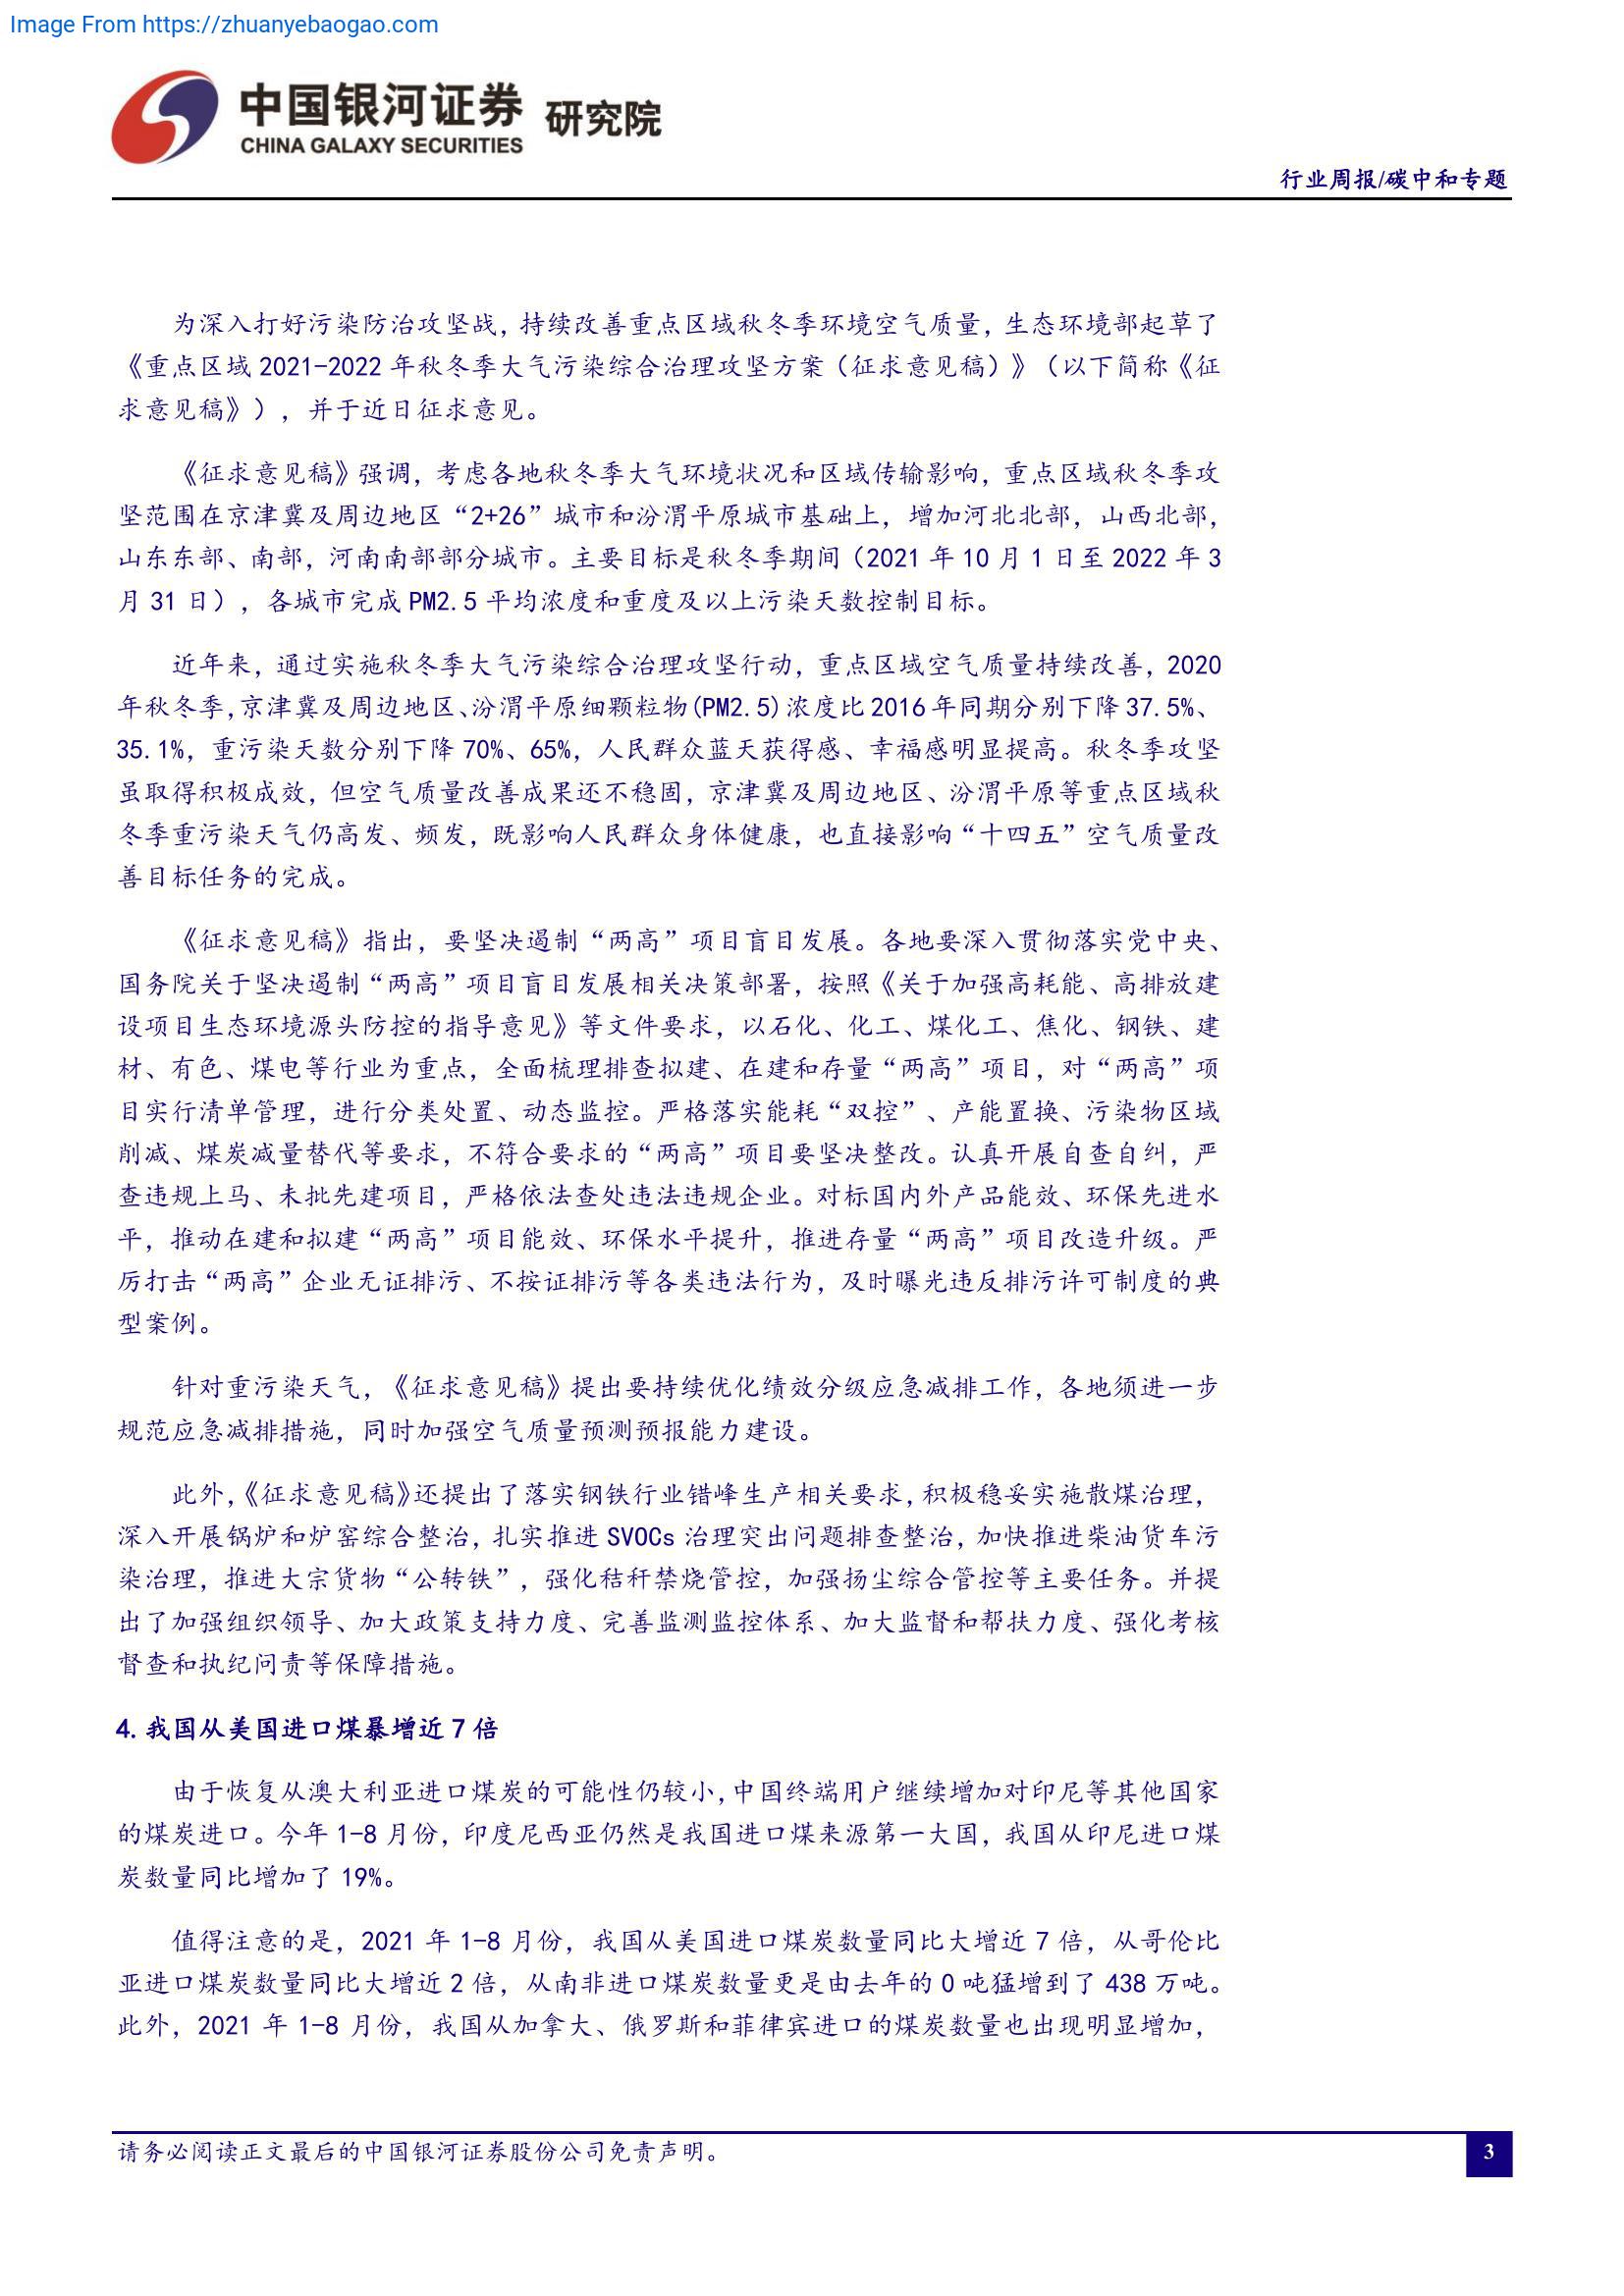 Image From https://zhuanyebaogao.com
中国银河证券 研究院
CHINA GALAXY SECURITIES
行业周报/碳中和专题
为深入打好污染防治攻坚战，持续改善重点区域秋冬季环境空气质量，生态环境部起草了
《重点区域 2021-2022 年秋冬季大气污染综合治理攻坚方案（征求意见稿）》（以下简称《征
求意见稿》），并于近日征求意见。
《征求意见稿》强调，考虑各地秋冬季大气环境状况和区域传输影响，重点区域秋冬季攻
坚范围在京津冀及周边地区“2+26”城市和汾渭平原城市基础上，增加河北北部，山西北部，
山东东部、南部，河南南部部分城市。主要目标是秋冬季期间（2021 年 10 月 1 日至 2022 年 3
月 31 日），各城市完成 PM2.5 平均浓度和重度及以上污染天数控制目标。
近年来，通过实施秋冬季大气污染综合治理攻坚行动，重点区域空气质量持续改善，2020
年秋冬季,京津冀及周边地区、汾渭平原细颗粒物(PM2.5)浓度比 2016 年同期分别下降 37.5%、
35.1%，重污染天数分别下降 70%、65%，人民群众蓝天获得感、幸福感明显提高。秋冬季攻坚
虽取得积极成效，但空气质量改善成果还不稳固，京津冀及周边地区、汾渭平原等重点区域秋
冬季重污染天气仍高发、频发，既影响人民群众身体健康，也直接影响“十四五”空气质量改
善目标任务的完成。
《征求意见稿》指出，要坚决遏制“两高”项目盲目发展。各地要深入贯彻落实党中央、
国务院关于坚决遏制“两高”项目盲目发展相关决策部署，按照《关于加强高耗能、高排放建
设项目生态环境源头防控的指导意见》等文件要求，以石化、化工、煤化工、焦化、钢铁、建
材、有色、煤电等行业为重点，全面梳理排查拟建、在建和存量“两高”项目，对“两高”项
目实行清单管理，进行分类处置、动态监控。严格落实能耗“双控”、产能置换、污染物区域
削减、煤炭减量替代等要求，不符合要求的“两高”项目要坚决整改。认真开展自查自纠，严
查违规上马、未批先建项目，严格依法查处违法违规企业。对标国内外产品能效、环保先进水
平，推动在建和拟建“两高”项目能效、环保水平提升，推进存量“两高”项目改造升级。严
厉打击“两高”企业无证排污、不按证排污等各类违法行为，及时曝光违反排污许可制度的典
型案例。
针对重污染天气，《征求意见稿》提出要持续优化绩效分级应急减排工作，各地须进一步
规范应急减排措施，同时加强空气质量预测预报能力建设。
此外，《征求意见稿》还提出了落实钢铁行业错峰生产相关要求，积极稳妥实施散煤治理，
深入开展锅炉和炉窑综合整治，扎实推进 SVOCs 治理突出问题排查整治，加快推进柴油货车污
染治理，推进大宗货物“公转铁”，强化秸秆禁烧管控，加强扬尘综合管控等主要任务。并提
出了加强组织领导、加大政策支持力度、完善监测监控体系、加大监督和帮扶力度、强化考核
督查和执纪问责等保障措施。
4.我国从美国进口煤暴增近 7 倍
由于恢复从澳大利亚进口煤炭的可能性仍较小，中国终端用户继续增加对印尼等其他国家
的煤炭进口。今年 1-8 月份，印度尼西亚仍然是我国进口煤来源第一大国，我国从印尼进口煤
炭数量同比增加了 19%。
值得注意的是，2021 年 1-8 月份，我国从美国进口煤炭数量同比大增近 7 倍，从哥伦比
亚进口煤炭数量同比大增近 2 倍，从南非进口煤炭数量更是由去年的 0 吨猛增到了 438 万吨。
此外，2021 年 1-8 月份，我国从加拿大、俄罗斯和菲律宾进口的煤炭数量也出现明显增加，
请务必阅读正文最后的中国银河证券股份公司免责声明。
3